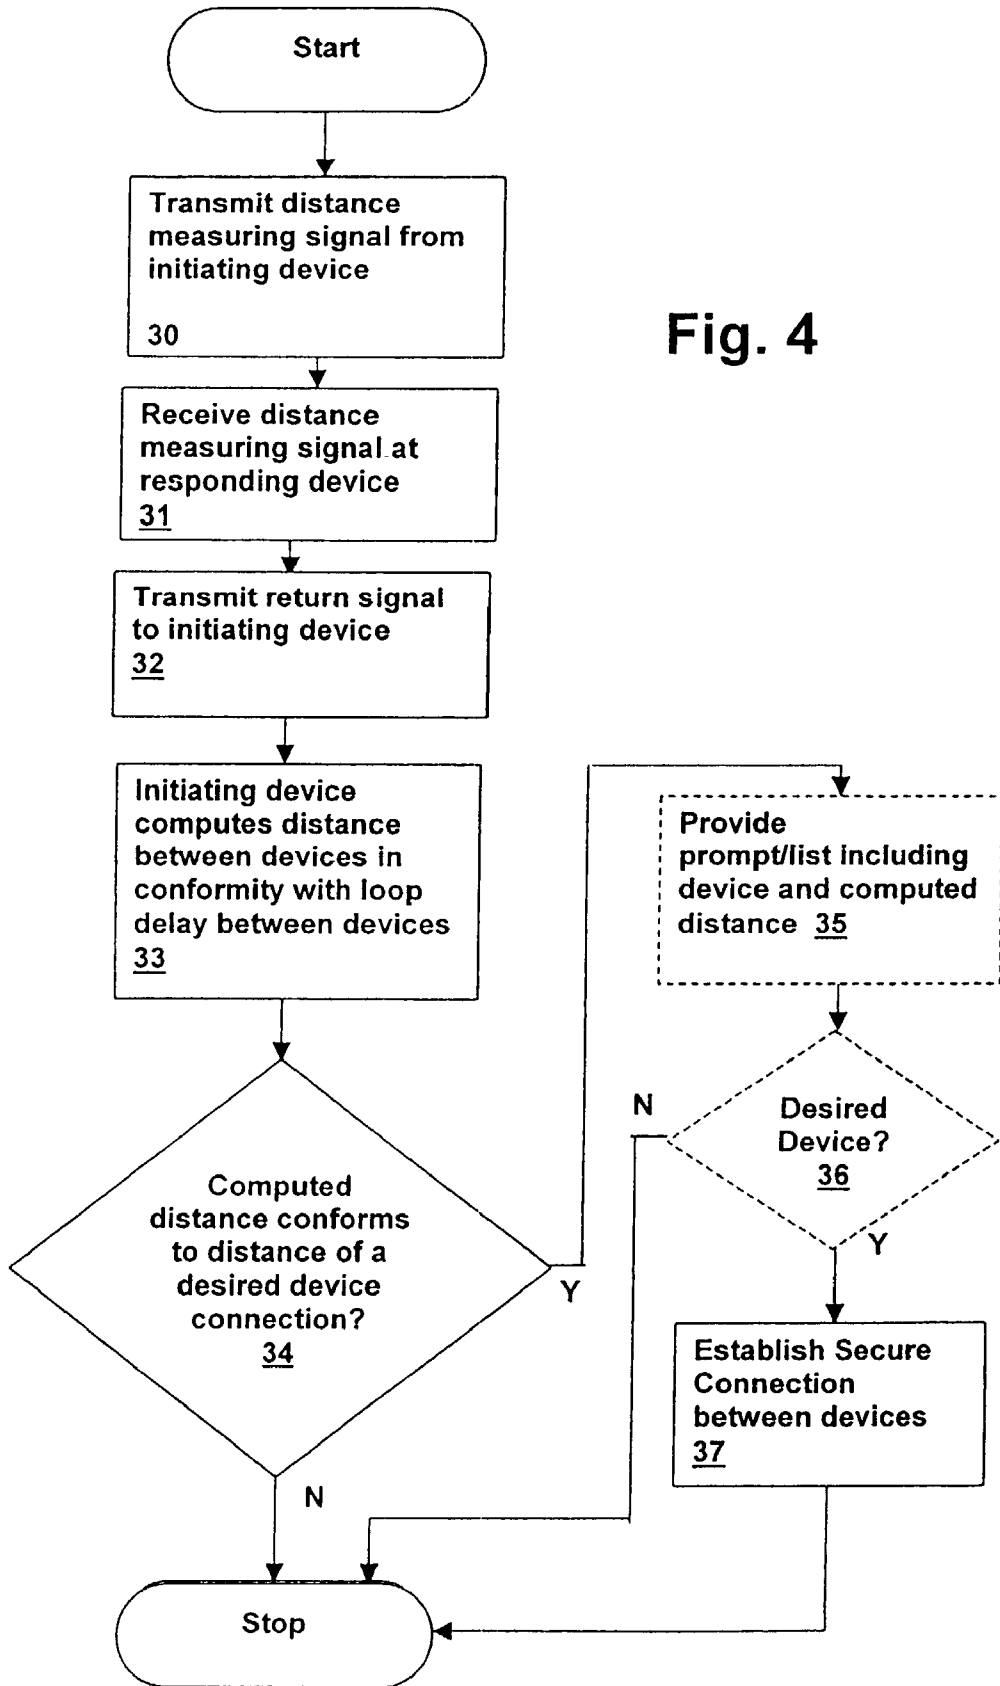 Start
Transmit distance
measuring signal from
initiating device
30
Fig. 4
Receive distance
measuring signal at
responding device
31
Transmit return signal
to initiating device
32
Initiating device
computes distance
between devices in
conformity with loop
delay between devices
33
Provide
prompt/list including
device and computed
distance 35
N
Desired
Device?
36
Y
Computed
distance conforms
to distance of a
desired device
connection?
34
Y
N
Establish Secure
Connection
between devices
37
Stop